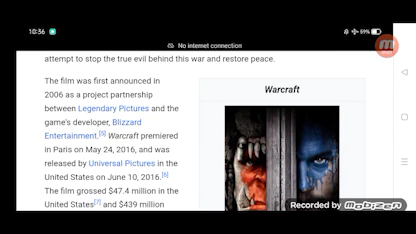 10:36
59%
No internet connection
attempt to stop the true evil behind this war and restore peace.
The film was first announced in
2006 as a project partnership
between Legendary Pictures and the
game's developer, Blizzard
Entertainment.[5] Warcraft premiered
in Paris on May 24, 2016, and was
released by Universal Pictures in the
United States on June 10, 2016.[6]
The film grossed $47.4 million in the
United States[7] and $439 million
Warcraft
Recorded by mobizen